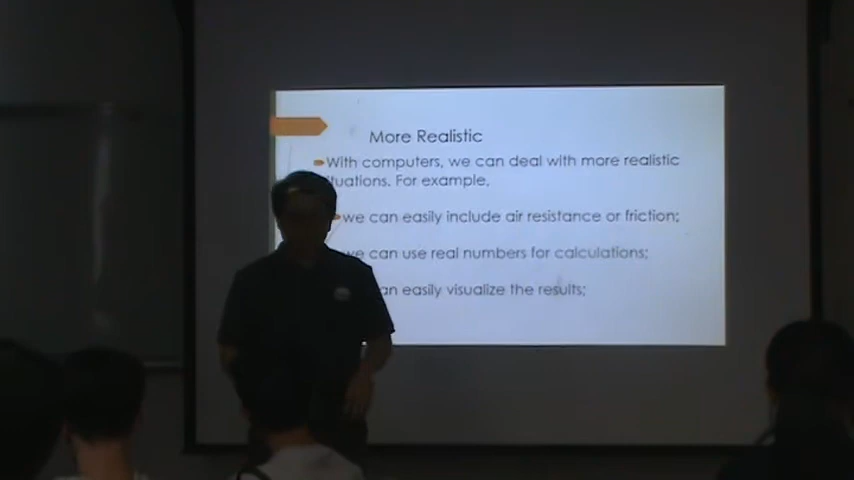 More Realistic
With computers, we can deal with more realistic
ituations. For example,
we can easily include air resistance or friction;
we can use real numbers for calculations;
an easily visualize the results;